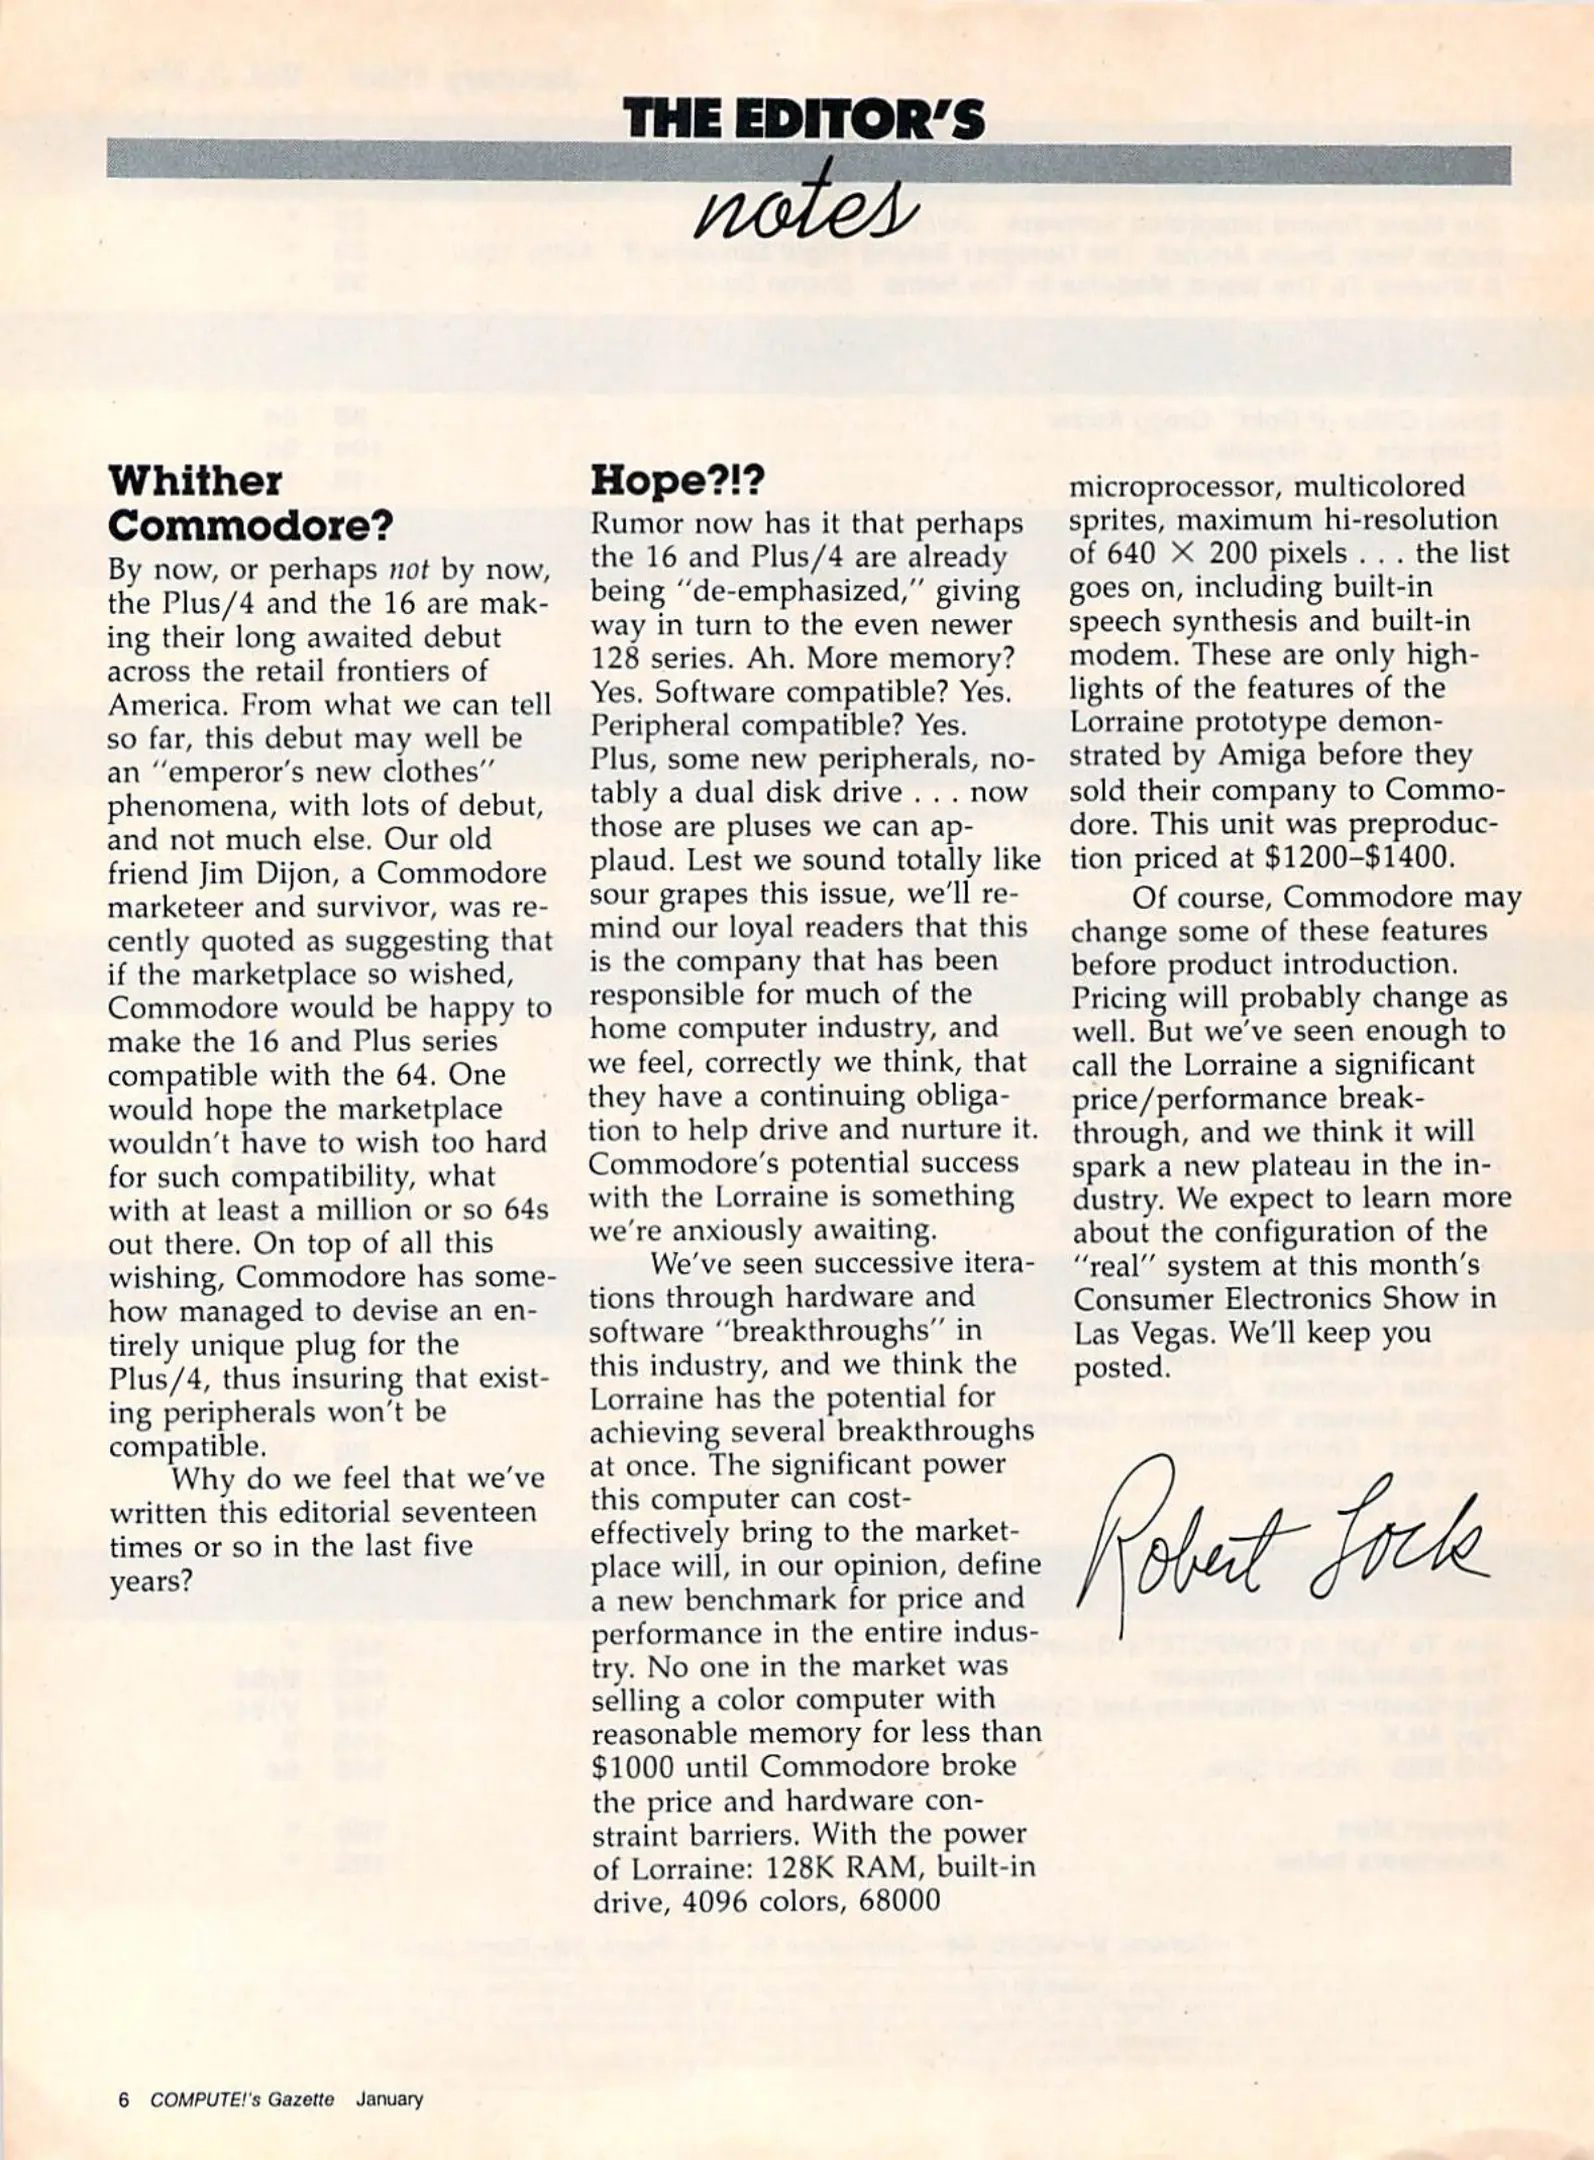 THE EDITOR'S
notes
Whither
Commodore?
By now, or perhaps not by now,
the Plus/4 and the 16 are mak-
ing their long awaited debut
across the retail frontiers of
America. From what we can tell
so far, this debut may well be
an "emperor's new clothes"
phenomena, with lots of debut,
and not much else. Our old
friend Jim Dijon, a Commodore
marketeer and survivor, was re-
cently quoted as suggesting that
if the marketplace so wished,
Commodore would be happy to
make the 16 and Plus series
compatible with the 64. One
would hope the marketplace
wouldn't have to wish too hard
for such compatibility, what
with at least a million or so 64s
out there. On top of all this
wishing, Commodore has some-
how managed to devise an en-
tirely unique plug for the
Plus/4, thus insuring that exist-
ing peripherals won't be
compatible.
Why do we feel that we've
written this editorial seventeen
times or so in the last five
years?
Hope?!?
Rumor now has it that perhaps
the 16 and Plus/4 are already
being "de-emphasized," giving
way in turn to the even newer
128 series. Ah. More memory?
Yes. Software compatible? Yes.
Peripheral compatible? Yes.
Plus, some new peripherals, no-
tably a dual disk drive . . . now
those are pluses we can ap-
plaud. Lest we sound totally like
sour grapes this issue, we'll re-
mind our loyal readers that this
is the company that has been
responsible for much of the
home computer industry, and
we feel, correctly we think, that
they have a continuing obliga-
tion to help drive and nurture it.
Commodore's potential success
with the Lorraine is something
we're anxiously awaiting.
We've seen successive itera-
tions through hardware and
software "breakthroughs" in
this industry, and we think the
Lorraine has the potential for
achieving several breakthroughs
at once. The significant power
this computer can cost-
effectively bring to the market-
place will, in our opinion, define
a new benchmark for price and
performance in the entire indus-
try. No one in the market was
selling a color computer with
reasonable memory for less than
$1000 until Commodore broke
the price and hardware con-
straint barriers. With the power
of Lorraine: 128K RAM, built-in
drive, 4096 colors, 68000
microprocessor, multicolored
sprites, maximum hi-resolution
of 640 × 200 pixels . . . the list
goes on, including built-in
speech synthesis and built-in
modem. These are only high-
lights of the features of the
Lorraine prototype demon-
strated by Amiga before they
sold their company to Commo-
dore. This unit was preproduc-
tion priced at $1200–$1400.
Of course, Commodore may
change some of these features
before product introduction.
Pricing will probably change as
well. But we've seen enough to
call the Lorraine a significant
price/performance break-
through, and we think it will
spark a new plateau in the in-
dustry. We expect to learn more
about the configuration of the
"real" system at this month's
Consumer Electronics Show in
Las Vegas. We'll keep you
posted.
Robert Lock
6 COMPUTE!'s Gazette January